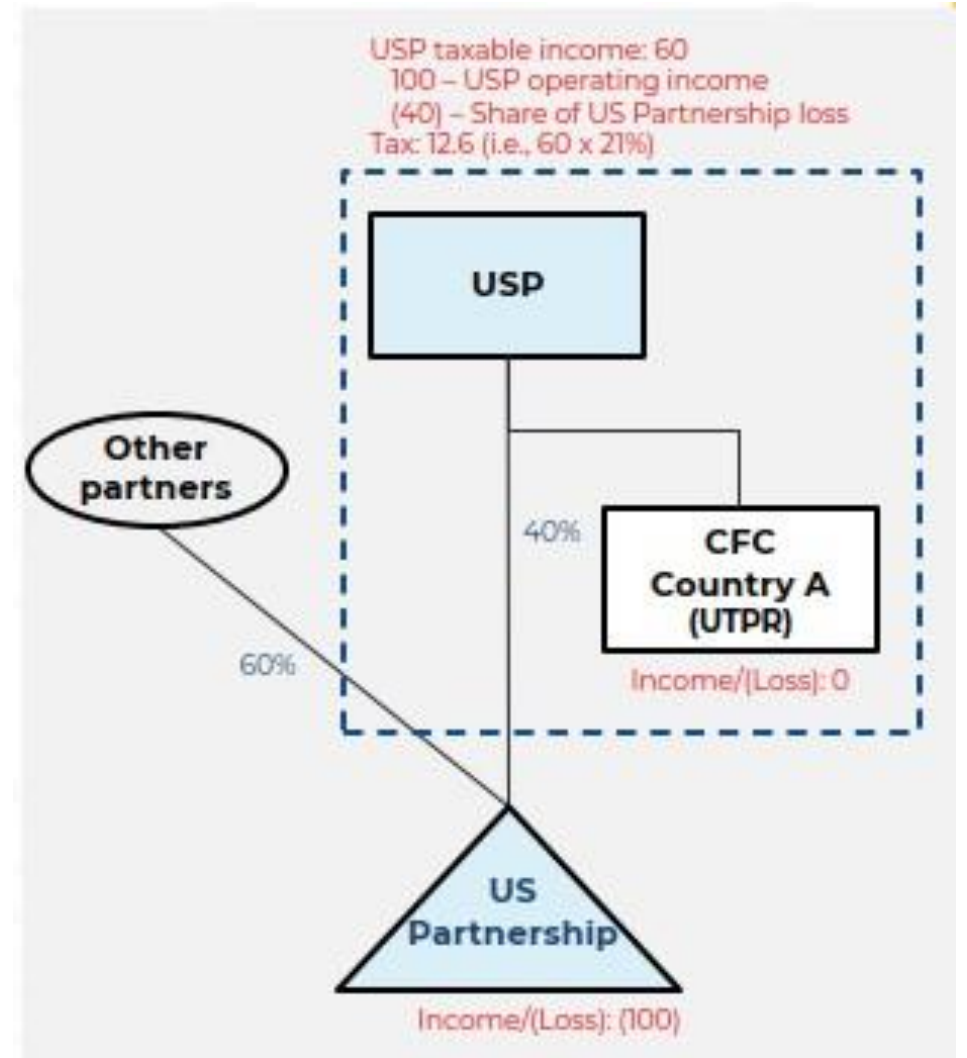 USP taxable income: 60
100 – USP operating income
(40) – Share of US Partnership loss
Tax: 12.6 (i.e., 60 x 21%)
USP
Other
partners
40%
CFC
Country A
(UTPR)
60%
Income/(Loss): 0
US
Partnership
Income/(Loss): (100)